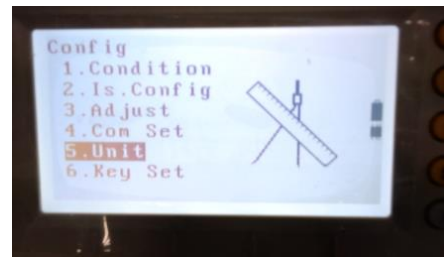 Config
1.Condition
2.Is.Config
3.Adjust
4.Com Set
5.Unit
6.Key Set